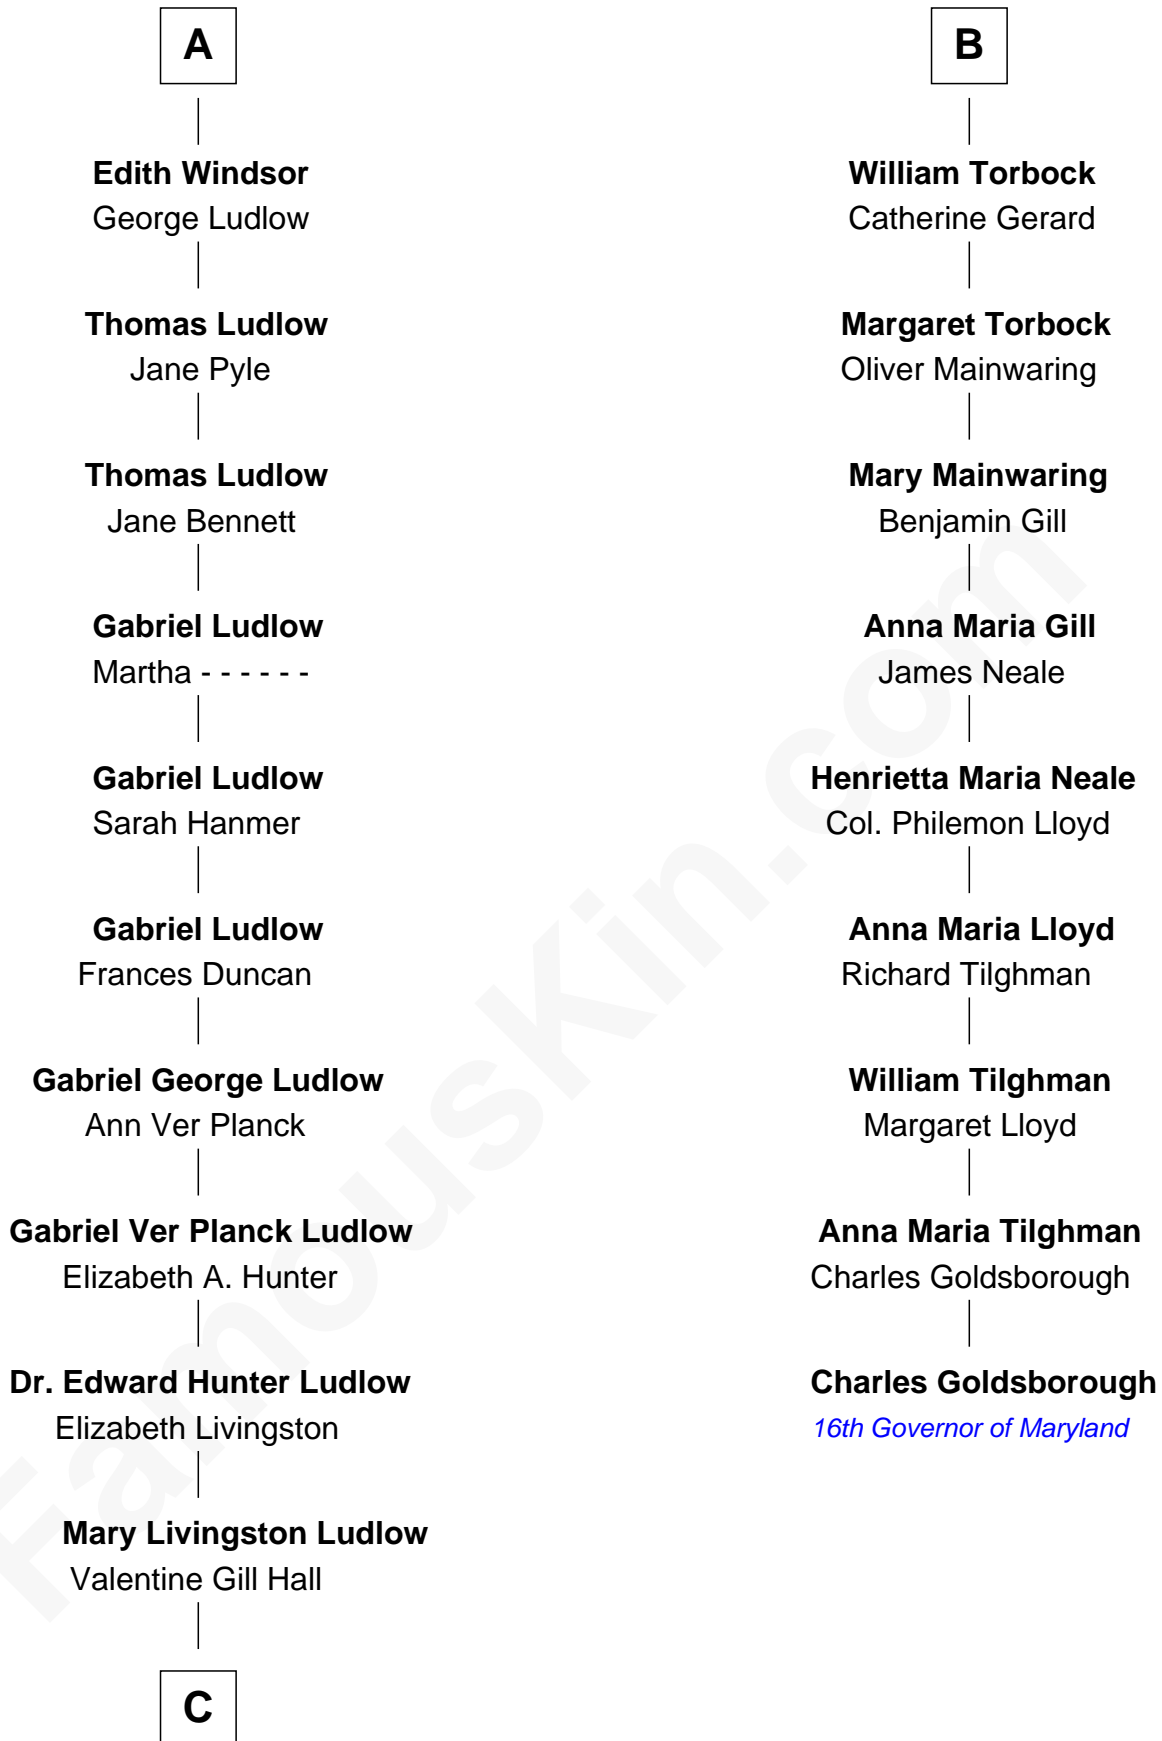 A
Edith Windsor
George Ludlow
Thomas Ludlow
Jane Pyle
Thomas Ludlow
Jane Bennett
Gabriel Ludlow
Martha - - - - - -
Gabriel Ludlow
Sarah Hanmer
Gabriel Ludlow
Frances Duncan
Gabriel George Ludlow
Ann Ver Planck
Gabriel Ver Planck Ludlow
Elizabeth A. Hunter
Dr. Edward Hunter Ludlow
Elizabeth Livingston
Mary Livingston Ludlow
Valentine Gill Hall
C
B
William Torbock
Catherine Gerard
Margaret Torbock
Oliver Mainwaring
Mary Mainwaring
Benjamin Gill
Anna Maria Gill
James Neale
Henrietta Maria Neale
Col. Philemon Lloyd
Anna Maria Lloyd
Richard Tilghman
William Tilghman
Margaret Lloyd
Anna Maria Tilghman
Charles Goldsborough
Charles Goldsborough
16th Governor of Maryland
FamousKin.com